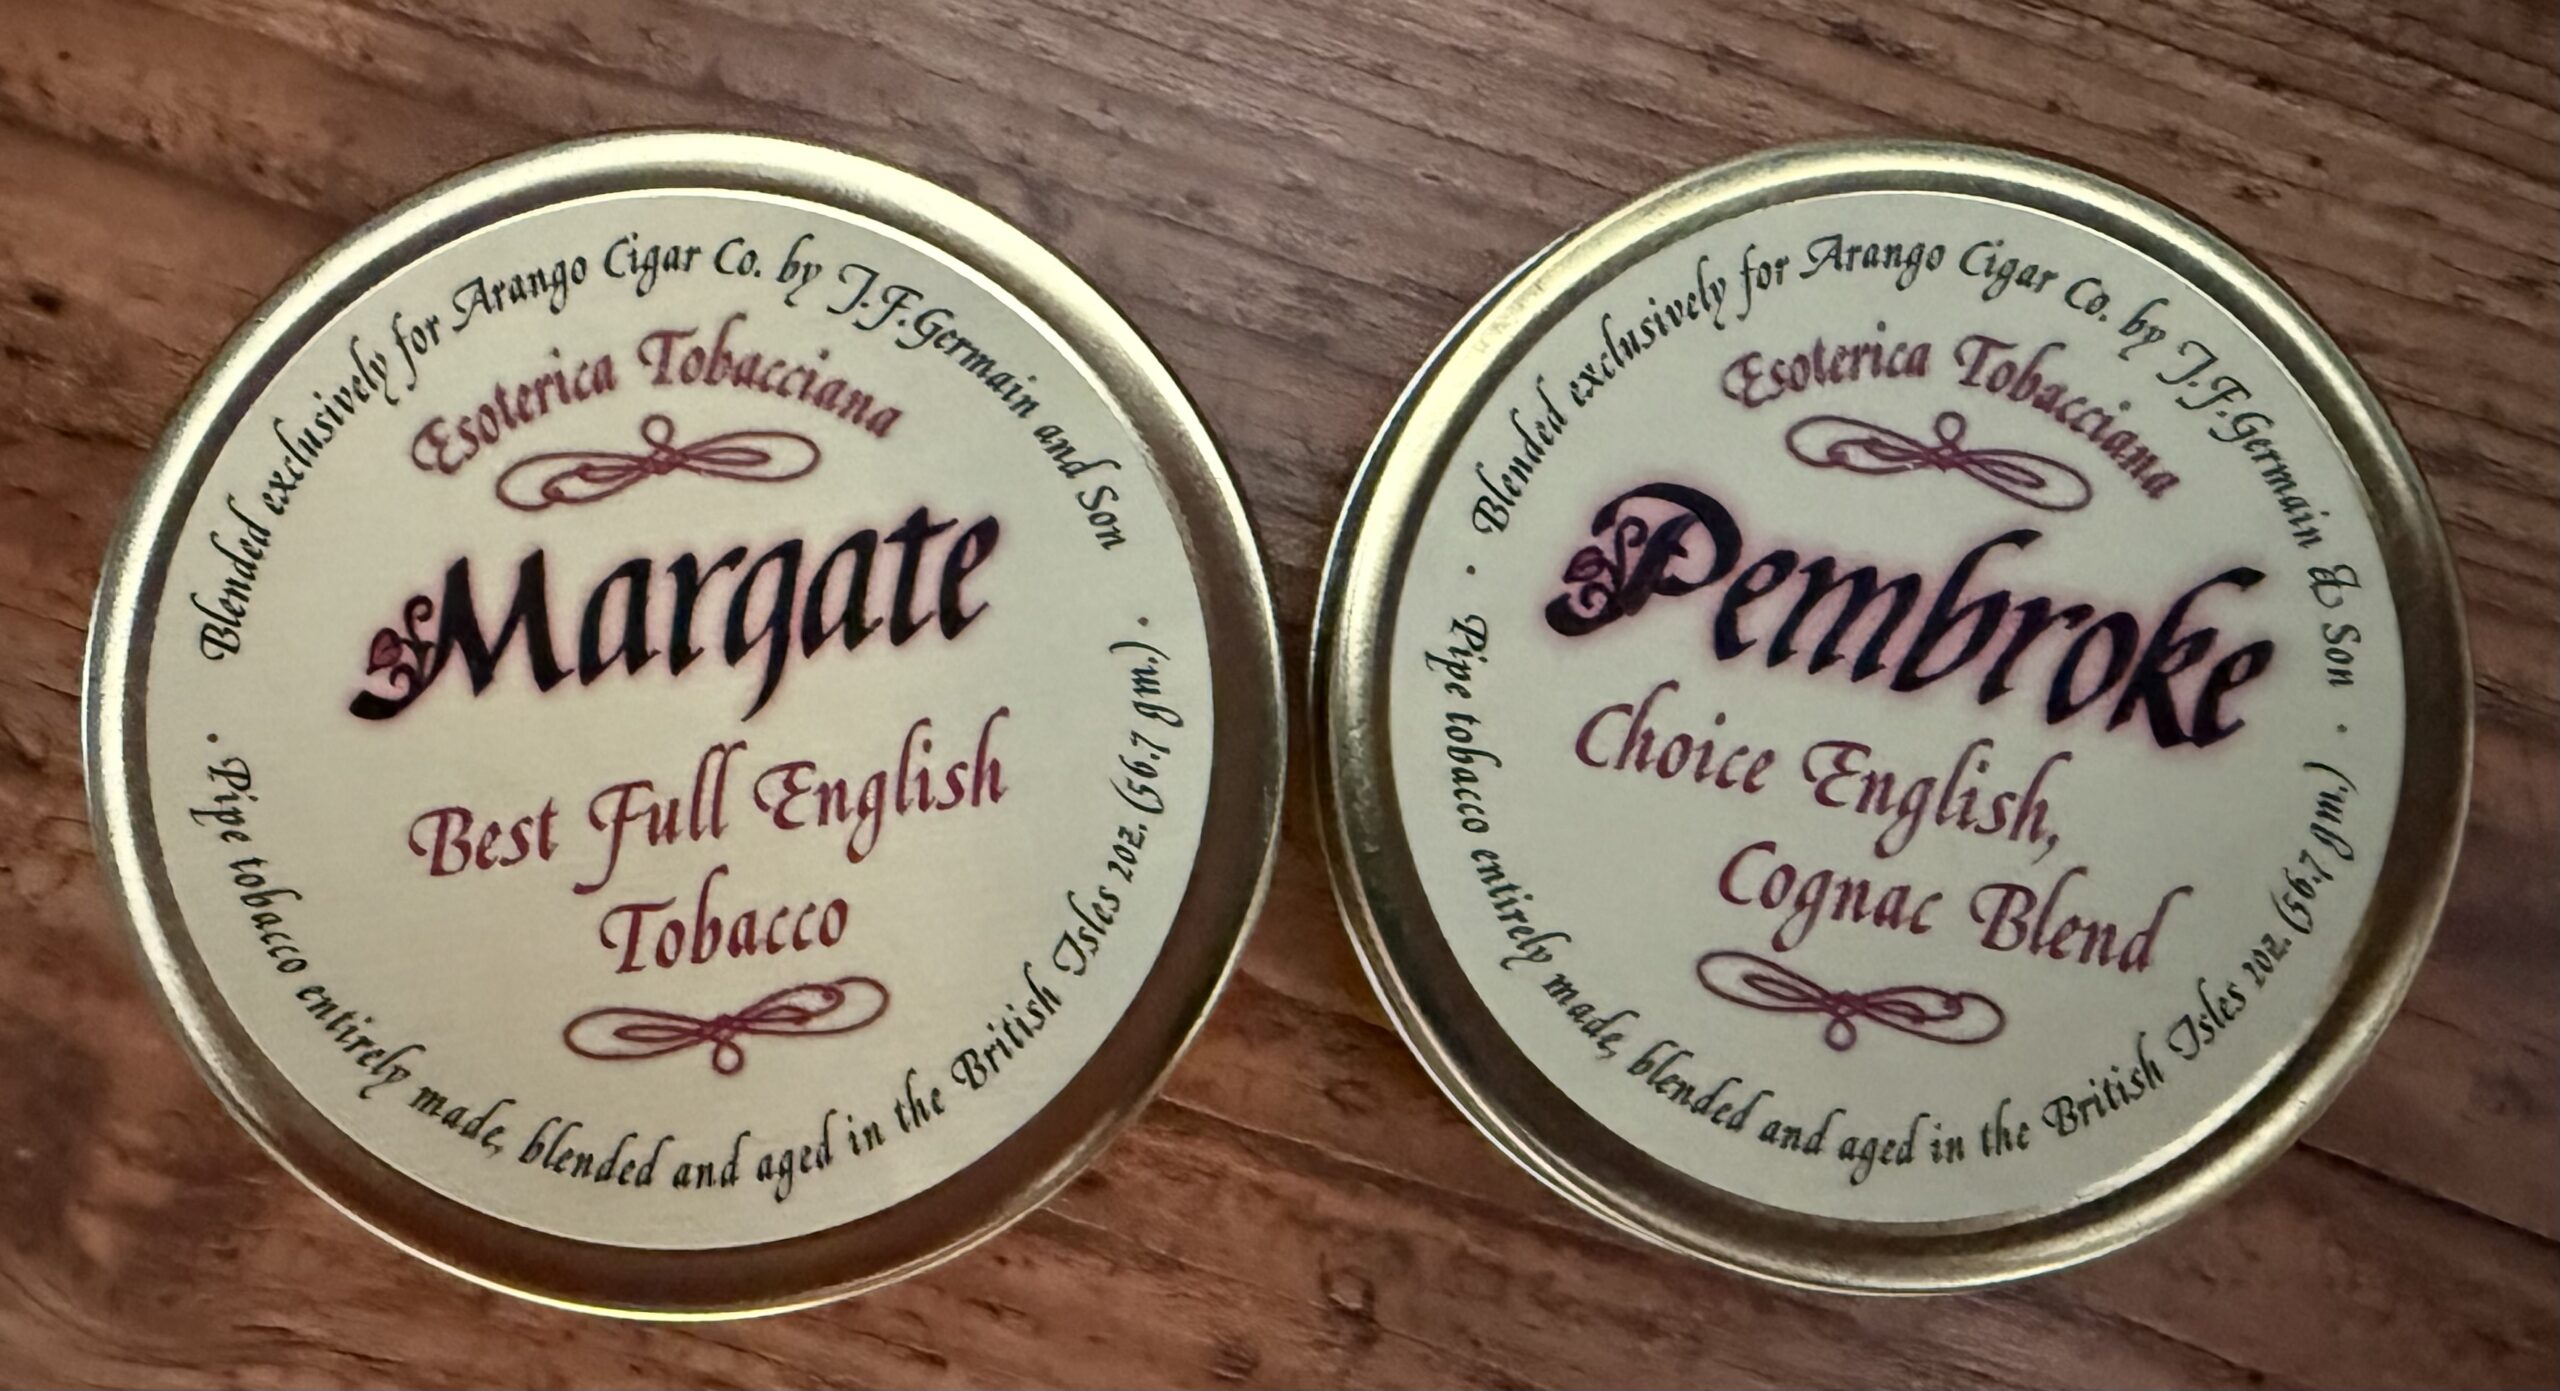 Blended exclusively for Arango Cigar Co. by J.F.Germain and Son
Esoterica Tobacciana
Margate
Best Full English
Tobacco
· Pipe tobacco entirely made, blended and aged in the British Isles 2oz. (56.7 gm.) ·
Blended exclusively for Arango Cigar Co. by J.F.Germain & Son
Esoterica Tobacciana
Pembroke
Choice English,
Cognac Blend
· Pipe tobacco entirely made, blended and aged in the British Isles 2oz. (56.7 gm.) ·